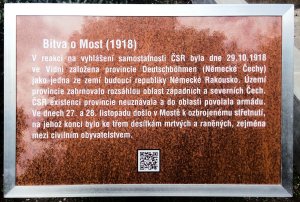 Bitva o Most (1918)
V reakci na vyhlášení samostatnosti ČSR byla dne 29.10.1918
ve Vídni založena provincie Deutschböhmen (Německé Čechy)
jako jedna ze zemí budoucí republiky Německé Rakousko. Území
provincie zahrnovalo rozsáhlou oblast západních a severních Čech.
ČSR existenci provincie neuznávala a do oblasti povolala armádu.
Ve dnech 27. a 28. listopadu došlo v Mostě k ozbrojenému střetnutí,
na jehož konci bylo ke třem desítkám mrtvých a raněných, zejména
mezi civilním obyvatelstvem.